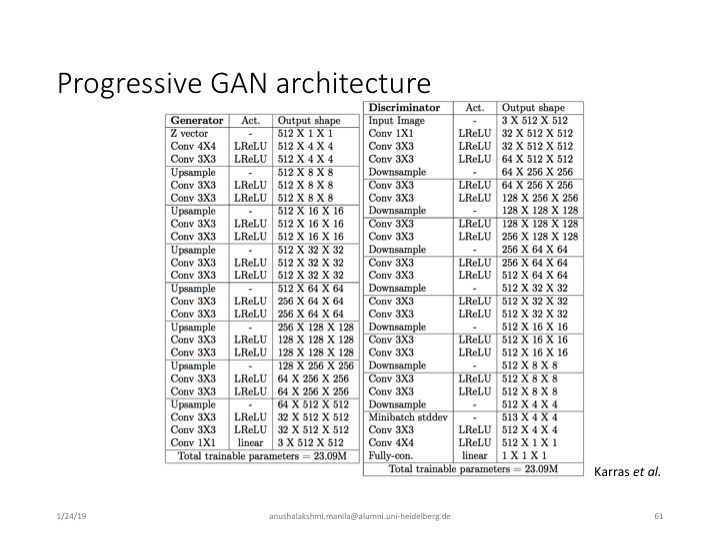 Progressive GAN architecture
Generator Act. Output shape
Z vector - 512 X 1 X 1
Conv 4X4 LReLU 512 X 4 X 4
Conv 3X3 LReLU 512 X 4 X 4
Upsample - 512 X 8 X 8
Conv 3X3 LReLU 512 X 8 X 8
Conv 3X3 LReLU 512 X 8 X 8
Upsample - 512 X 16 X 16
Conv 3X3 LReLU 512 X 16 X 16
Conv 3X3 LReLU 512 X 16 X 16
Upsample - 512 X 32 X 32
Conv 3X3 LReLU 512 X 32 X 32
Conv 3X3 LReLU 512 X 32 X 32
Upsample - 512 X 64 X 64
Conv 3X3 LReLU 256 X 64 X 64
Conv 3X3 LReLU 256 X 64 X 64
Upsample - 256 X 128 X 128
Conv 3X3 LReLU 128 X 128 X 128
Conv 3X3 LReLU 128 X 128 X 128
Upsample - 128 X 256 X 256
Conv 3X3 LReLU 64 X 256 X 256
Conv 3X3 LReLU 64 X 256 X 256
Upsample - 64 X 512 X 512
Conv 3X3 LReLU 32 X 512 X 512
Conv 3X3 LReLU 32 X 512 X 512
Conv 1X1 linear 3 X 512 X 512
Total trainable parameters = 23.09M
Discriminator Act. Output shape
Input Image - 3 X 512 X 512
Conv 1X1 LReLU 32 X 512 X 512
Conv 3X3 LReLU 32 X 512 X 512
Conv 3X3 LReLU 64 X 512 X 512
Downsample - 64 X 256 X 256
Conv 3X3 LReLU 64 X 256 X 256
Conv 3X3 LReLU 128 X 256 X 256
Downsample - 128 X 128 X 128
Conv 3X3 LReLU 128 X 128 X 128
Conv 3X3 LReLU 256 X 128 X 128
Downsample - 256 X 64 X 64
Conv 3X3 LReLU 256 X 64 X 64
Conv 3X3 LReLU 512 X 64 X 64
Downsample - 512 X 32 X 32
Conv 3X3 LReLU 512 X 32 X 32
Conv 3X3 LReLU 512 X 32 X 32
Downsample - 512 X 16 X 16
Conv 3X3 LReLU 512 X 16 X 16
Conv 3X3 LReLU 512 X 16 X 16
Downsample - 512 X 8 X 8
Conv 3X3 LReLU 512 X 8 X 8
Conv 3X3 LReLU 512 X 8 X 8
Downsample - 512 X 4 X 4
Minibatch stddev - 513 X 4 X 4
Conv 3X3 LReLU 512 X 4 X 4
Conv 4X4 LReLU 512 X 1 X 1
Fully-con. linear 1 X 1 X 1
Total trainable parameters = 23.09M
Karras et al.
1/24/19
anushalakshmi.manila@alumni.uni-heidelberg.de
61